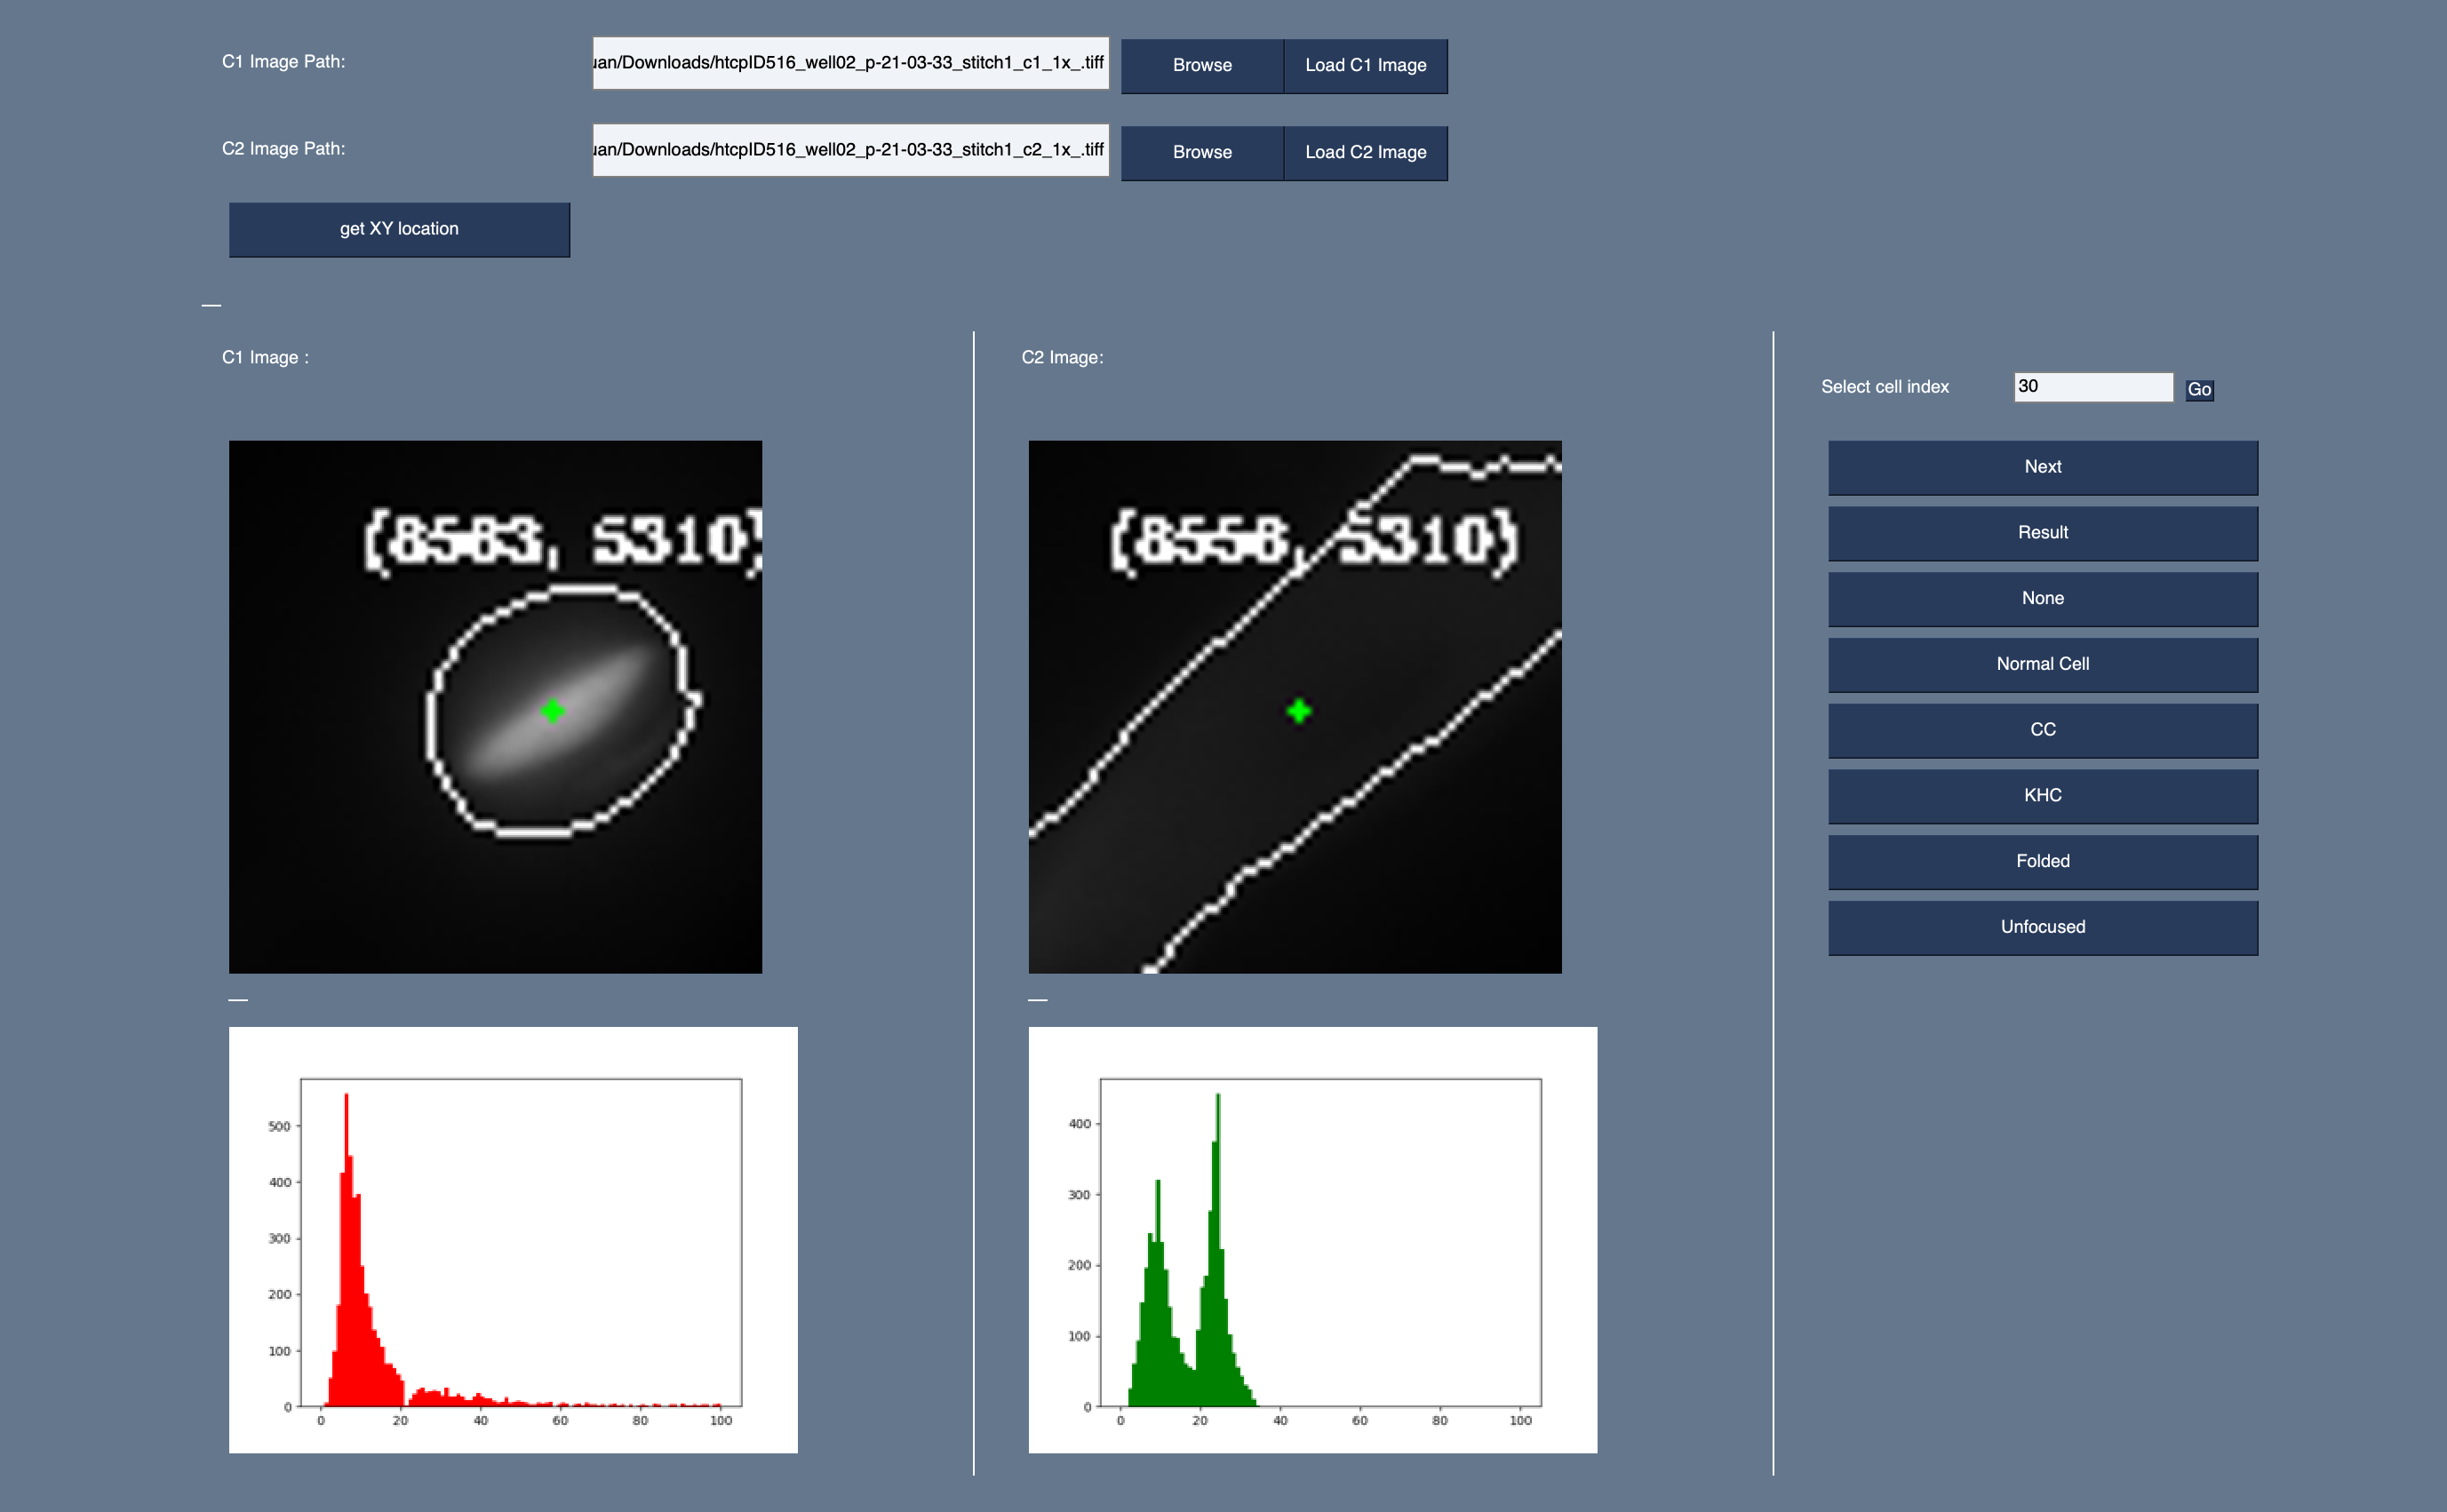 C1 Image Path:
uan/Downloads/htcpID516_well02_p-21-03-33_stitch1_c1_1x_.tiff
Browse
Load C1 Image
C2 Image Path:
uan/Downloads/htcpID516_well02_p-21-03-33_stitch1_c2_1x_.tiff
Browse
Load C2 Image
get XY location
C1 Image :
C2 Image:
Select cell index
30
Go
{8583, 5310}
{8558, 5310}
Next
Result
None
Normal Cell
CC
KHC
Folded
Unfocused
500
400
300
200
100
0
0 20 40 60 80 100
400
300
200
100
0
0 20 40 60 80 100